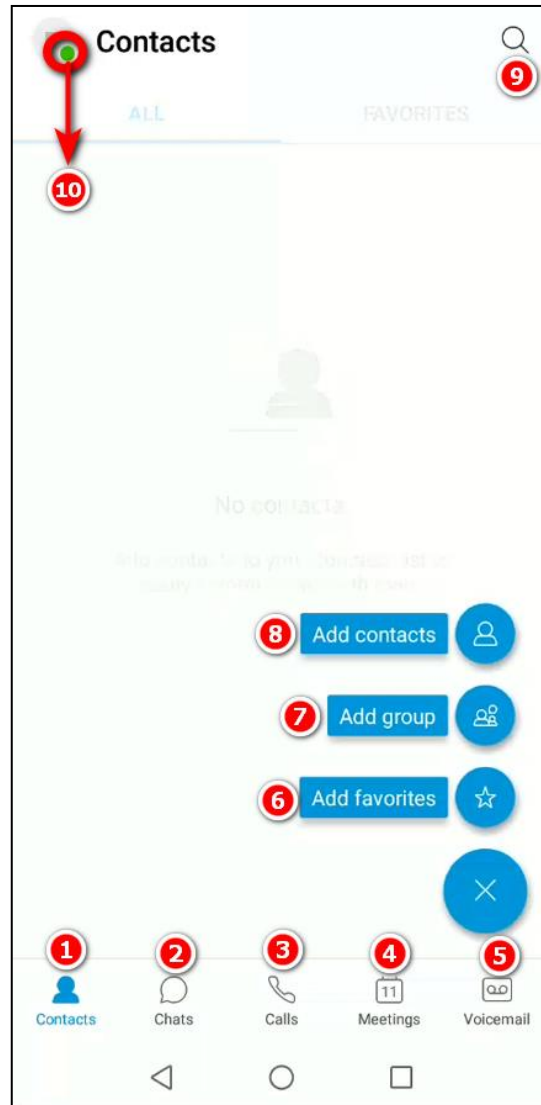 Contacts
9
ALL FAVORITES
10
No contacts
8 Add contacts
7 Add group
6 Add favorites
1 2 3 4 5
11
Contacts Chats Calls Meetings Voicemail